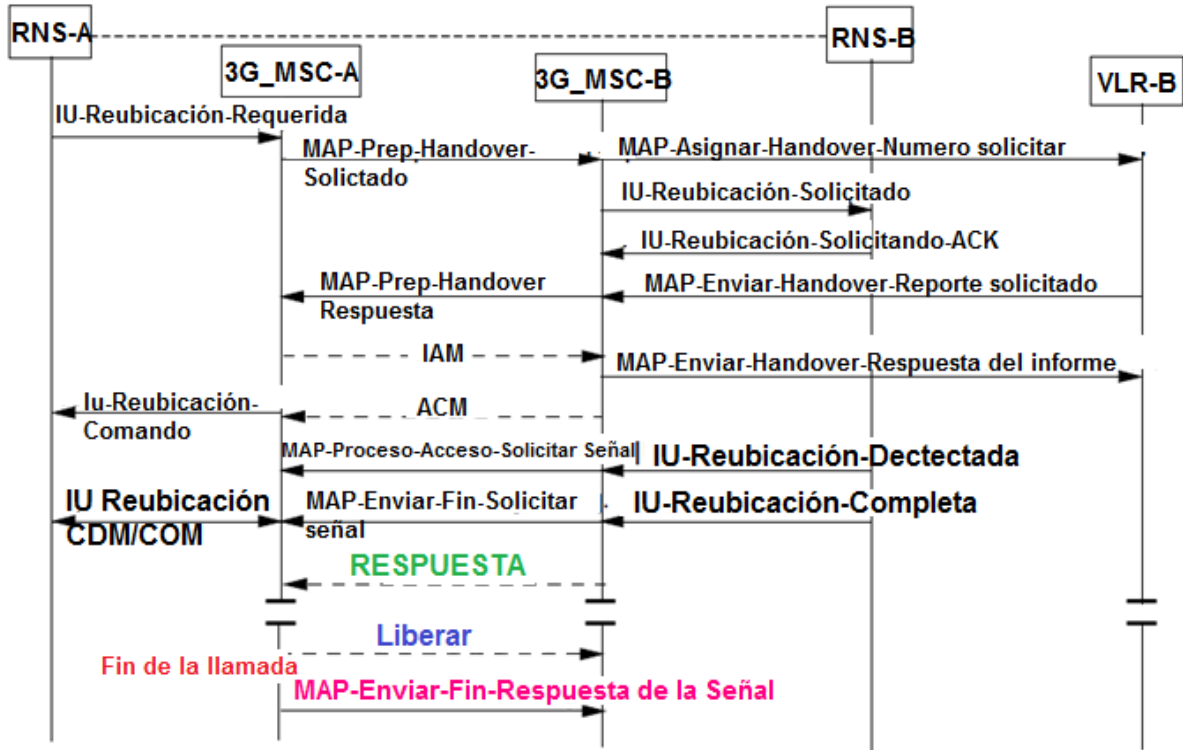 RNS-A
RNS-B
3G_MSC-A
3G_MSC-B
VLR-B
IU-Reubicación-Requerida
MAP-Prep-Handover-
Solictado
MAP-Asignar-Handover-Numero solicitar
IU-Reubicación-Solicitado
IU-Reubicación-Solicitando-ACK
MAP-Prep-Handover
Respuesta
MAP-Enviar-Handover-Reporte solicitado
IAM
MAP-Enviar-Handover-Respuesta del informe
Iu-Reubicación-
Comando
ACM
MAP-Proceso-Acceso-Solicitar Señal
IU-Reubicación-Dectectada
IU Reubicación
CDM/COM
MAP-Enviar-Fin-Solicitar
señal
IU-Reubicación-Completa
RESPUESTA
Liberar
Fin de la llamada
MAP-Enviar-Fin-Respuesta de la Señal